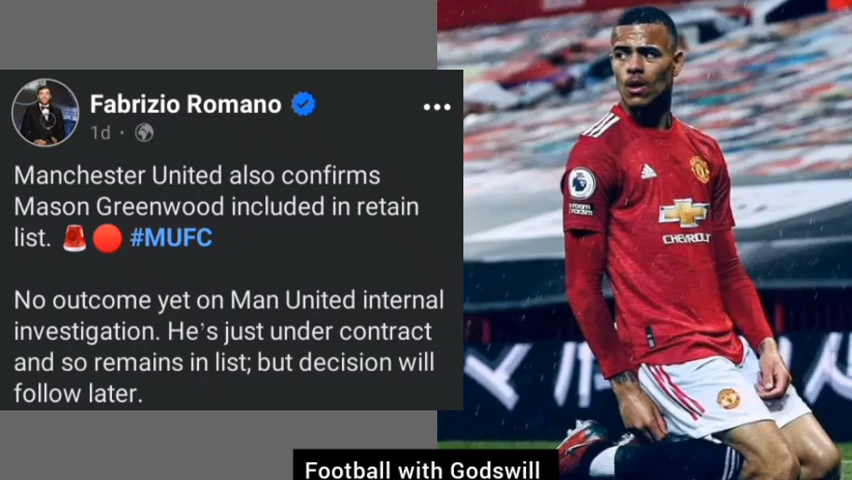 Fabrizio Romano
1d ·
Manchester United also confirms
Mason Greenwood included in retain
list. 🚨🔴 #MUFC
No outcome yet on Man United internal
investigation. He's just under contract
and so remains in list; but decision will
follow later.
adidas
CHEVROLET
Football with Godswill